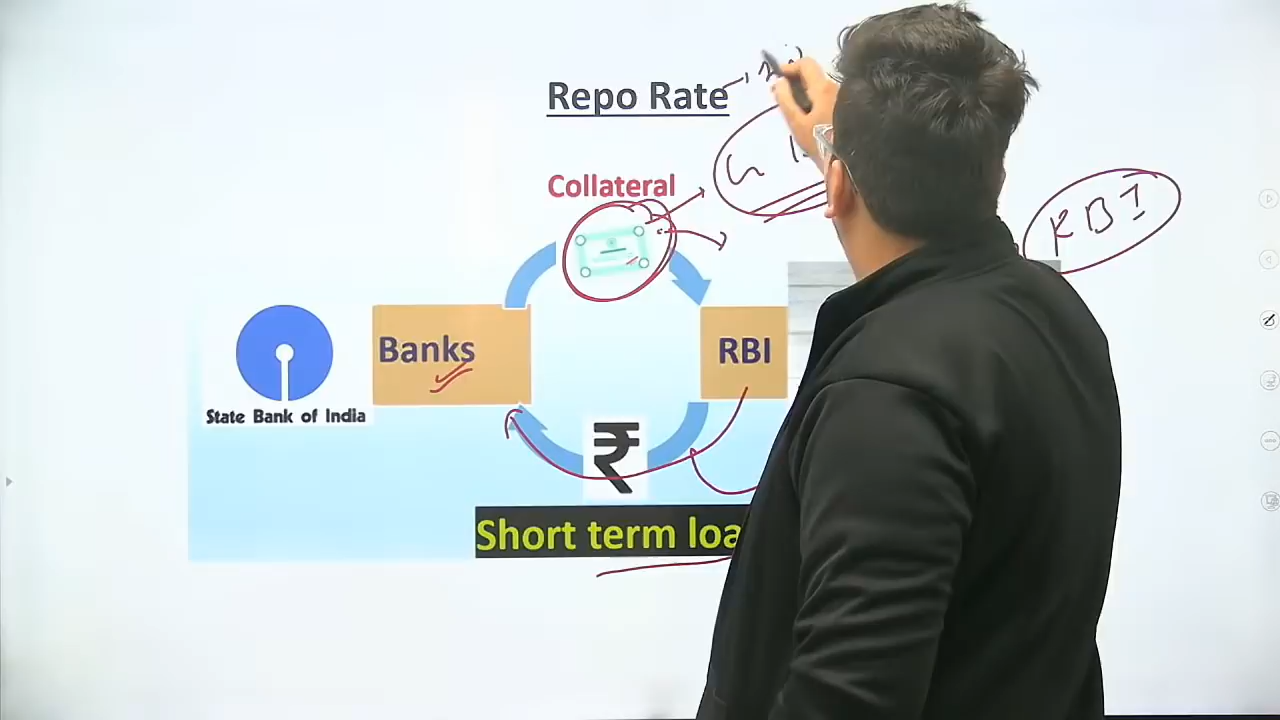 Repo Rate
Collateral
RBI
Banks
RBI
State Bank of India
₹
Short term loa